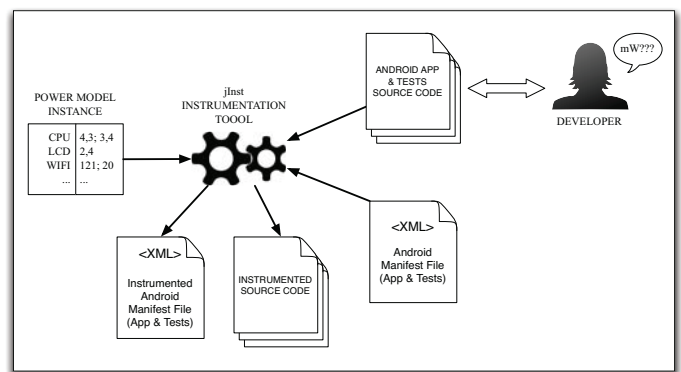 POWER MODEL
INSTANCE
CPU 4,3; 3,4
LCD 2,4
WIFI 121; 20
... ...
jInst
INSTRUMENTATION
TOOOL
ANDROID APP
& TESTS
SOURCE CODE
mW???
DEVELOPER
<XML>
Instrumented
Android
Manifest File
(App & Tests)
INSTRUMENTED
SOURCE CODE
<XML>
Android
Manifest File
(App & Tests)